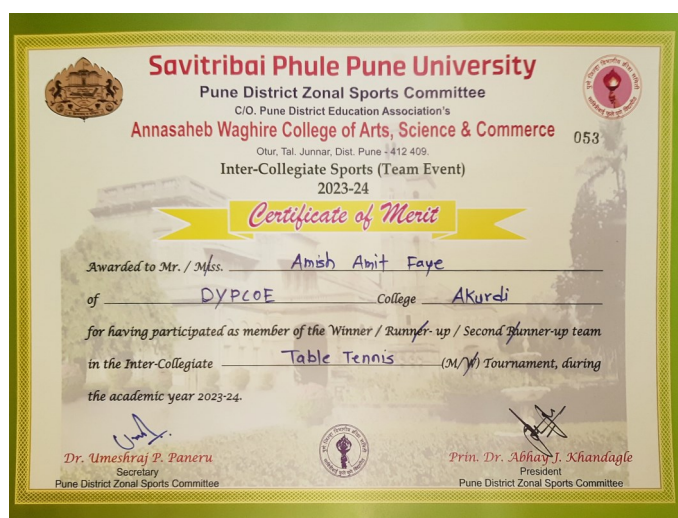 Savitribai Phule Pune University
Pune District Zonal Sports Committee
C/O. Pune District Education Association's
Annasaheb Waghire College of Arts, Science & Commerce
053
Otur, Tal. Junnar, Dist. Pune - 412 409.
Inter-Collegiate Sports (Team Event)
2023-24
Certificate of Merit
Awarded to Mr. / Miss. Amish Amit Faye
of DYPCOE College Akurdi
for having participated as member of the Winner / Runner- up / Second Runner-up team
in the Inter-Collegiate Table Tennis (M/W) Tournament, during
the academic year 2023-24.
Dr. Umeshraj P. Paneru
Secretary
Pune District Zonal Sports Committee
Prin. Dr. Abhay J. Khandagle
President
Pune District Zonal Sports Committee